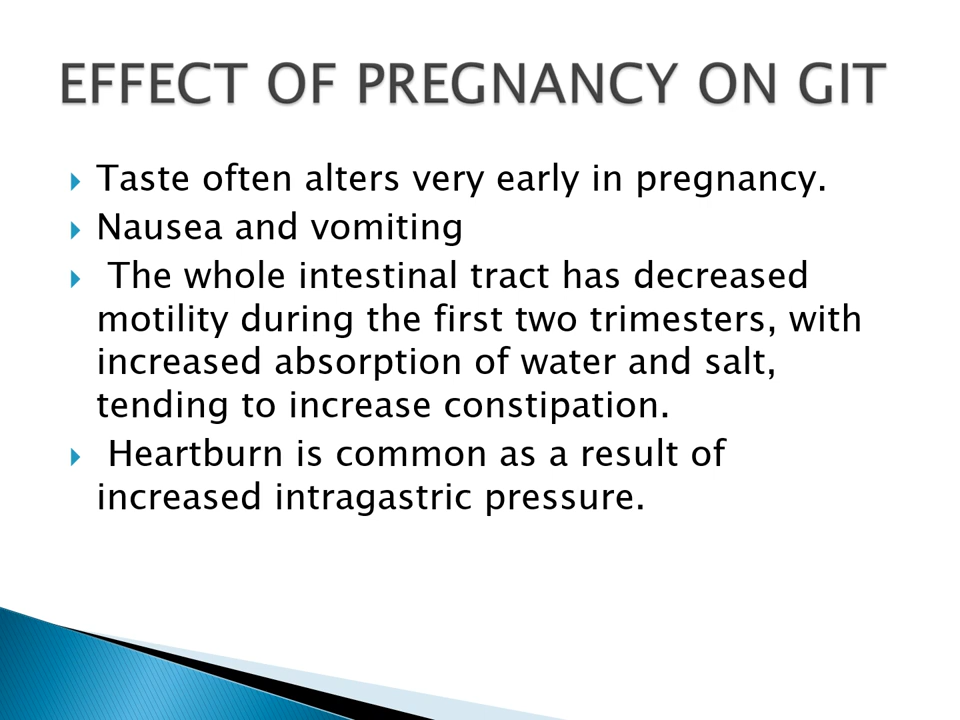 EFFECT OF PREGNANCY ON GIT
Taste often alters very early in pregnancy.
Nausea and vomiting
The whole intestinal tract has decreased
motility during the first two trimesters, with
increased absorption of water and salt,
tending to increase constipation.
Heartburn is common as a result of
increased intragastric pressure.